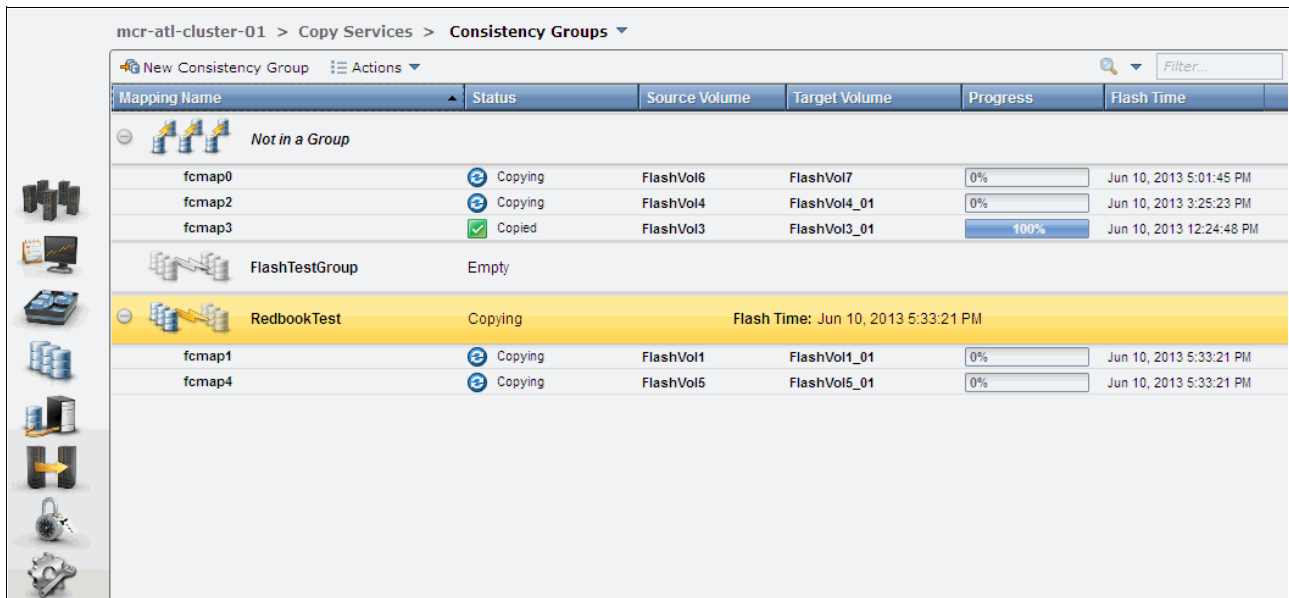 mcr-atl-cluster-01 > Copy Services > Consistency Groups
New Consistency Group Actions Filter...
Mapping Name Status Source Volume Target Volume Progress Flash Time
Not in a Group
fcmap0 Copying FlashVol6 FlashVol7 0% Jun 10, 2013 5:01:45 PM
fcmap2 Copying FlashVol4 FlashVol4_01 0% Jun 10, 2013 3:25:23 PM
fcmap3 Copied FlashVol3 FlashVol3_01 100% Jun 10, 2013 12:24:48 PM
FlashTestGroup Empty
RedbookTest Copying Flash Time: Jun 10, 2013 5:33:21 PM
fcmap1 Copying FlashVol1 FlashVol1_01 0% Jun 10, 2013 5:33:21 PM
fcmap4 Copying FlashVol5 FlashVol5_01 0% Jun 10, 2013 5:33:21 PM